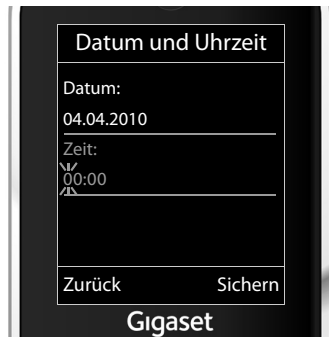 Datum und Uhrzeit
Datum:
04.04.2010
Zeit:
00:00
Zurück Sichern
Gigaset